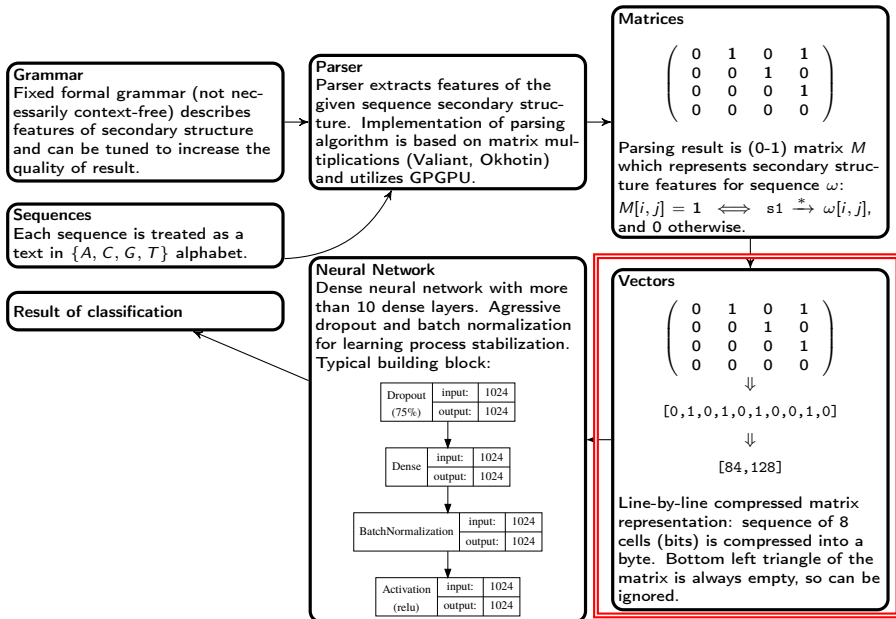 Grammar
Fixed formal grammar (not nec-
essarily context-free) describes
features of secondary structure
and can be tuned to increase the
quality of result.
Sequences
Each sequence is treated as a
text in {A, C, G, T} alphabet.
Result of classification
Parser
Parser extracts features of the
given sequence secondary struc-
ture. Implementation of parsing
algorithm is based on matrix mul-
tiplications (Valiant, Okhotin)
and utilizes GPGPU.
Matrices
0 1 0 1
0 0 1 0
0 0 0 1
0 0 0 0
Parsing result is (0-1) matrix M
which represents secondary struc-
ture features for sequence ω:
M[i, j] = 1 ⟺ s1 →* ω[i, j],
and 0 otherwise.
Vectors
0 1 0 1
0 0 1 0
0 0 0 1
0 0 0 0
⇓
[0,1,0,1,0,1,0,0,1,0]
⇓
[84,128]
Line-by-line compressed matrix
representation: sequence of 8
cells (bits) is compressed into a
byte. Bottom left triangle of the
matrix is always empty, so can be
ignored.
Neural Network
Dense neural network with more
than 10 dense layers. Agressive
dropout and batch normalization
for learning process stabilization.
Typical building block:
Dropout
(75%)
input: 1024
output: 1024
Dense
input: 1024
output: 1024
BatchNormalization
input: 1024
output: 1024
Activation
(relu)
input: 1024
output: 1024